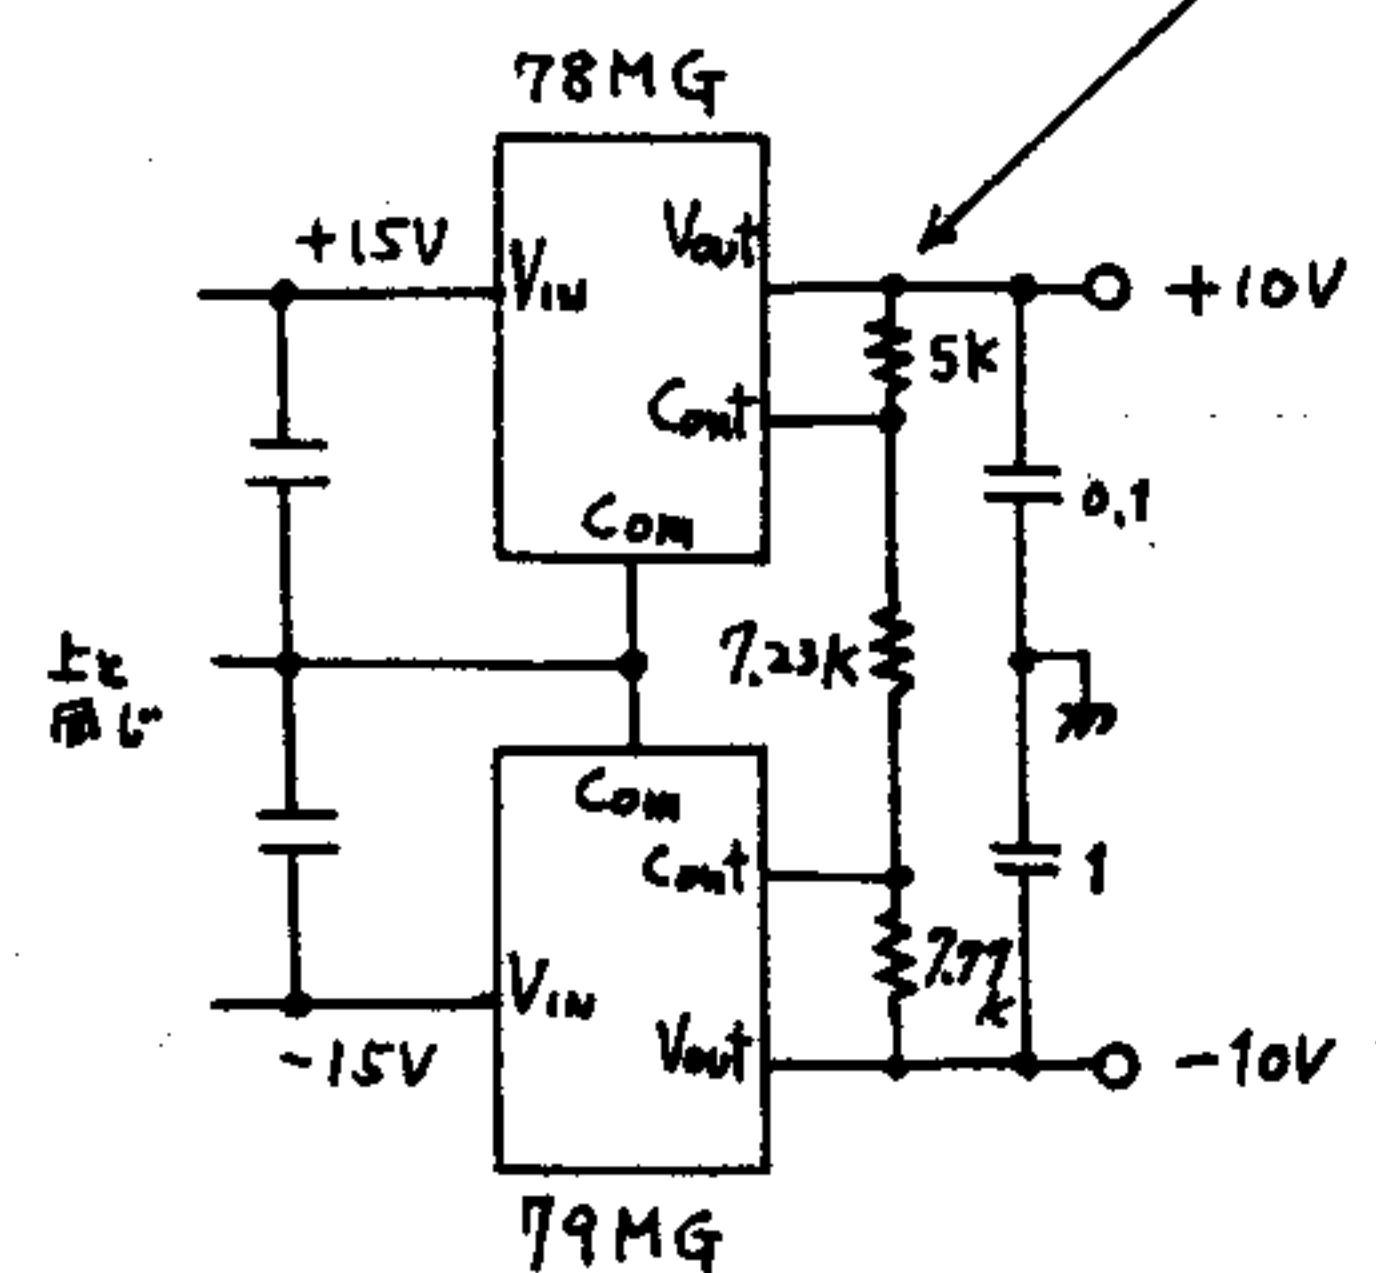 78MG
+15V
VIN
Vout
+10V
5K
Cont
Com
0.1
7.23K
上と
同じ
Com
Cont
1
VIN
7.77
K
-15V
Vout
-10V
79MG